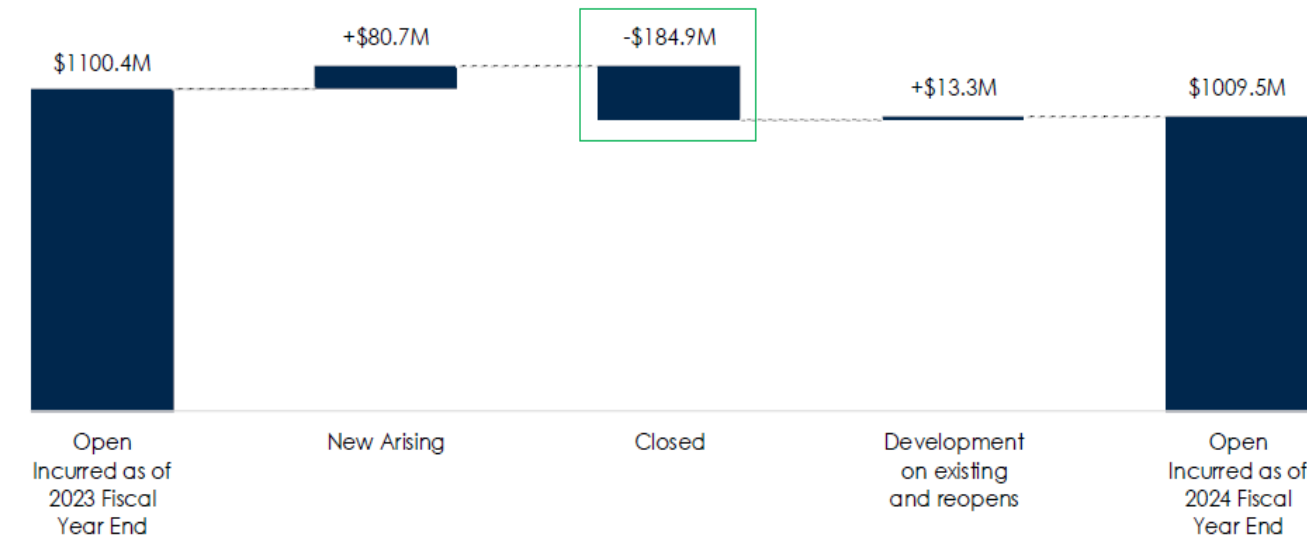 $1100.4M
+$80.7M
-$184.9M
+$13.3M
$1009.5M
Open
Incurred as of
2023 Fiscal
Year End
New Arising
Closed
Development
on existing
and reopens
Open
Incurred as of
2024 Fiscal
Year End